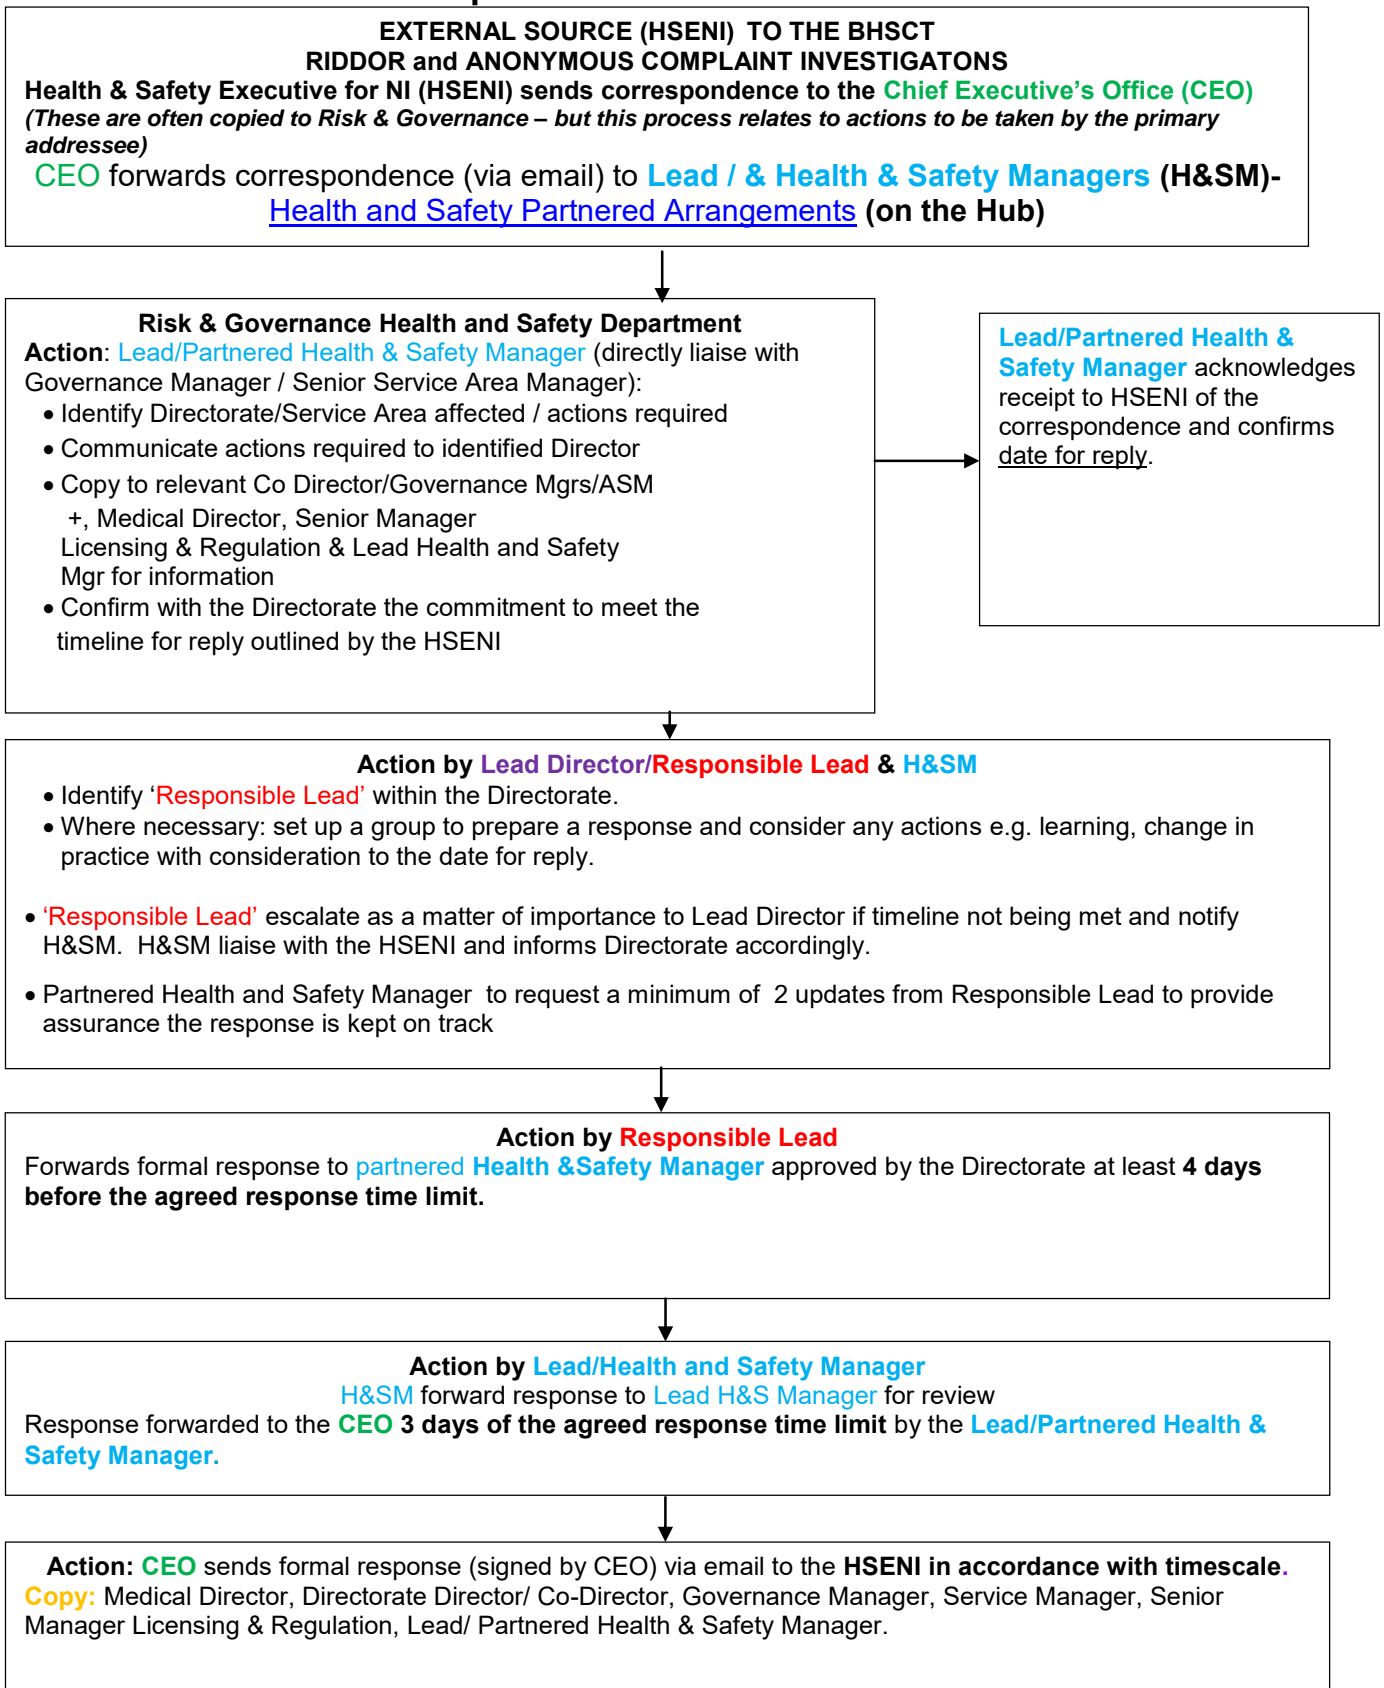 EXTERNAL SOURCE (HSENI) TO THE BHSCT
RIDDOR and ANONYMOUS COMPLAINT INVESTIGATONS
Health & Safety Executive for NI (HSENI) sends correspondence to the Chief Executive's Office (CEO)
(These are often copied to Risk & Governance – but this process relates to actions to be taken by the primary
addressee)
CEO forwards correspondence (via email) to Lead / & Health & Safety Managers (H&SM)-
Health and Safety Partnered Arrangements (on the Hub)
Risk & Governance Health and Safety Department
Action: Lead/Partnered Health & Safety Manager (directly liaise with
Governance Manager / Senior Service Area Manager):
• Identify Directorate/Service Area affected / actions required
• Communicate actions required to identified Director
• Copy to relevant Co Director/Governance Mgrs/ASM
+, Medical Director, Senior Manager
Licensing & Regulation & Lead Health and Safety
Mgr for information
• Confirm with the Directorate the commitment to meet the
timeline for reply outlined by the HSENI
Lead/Partnered Health &
Safety Manager acknowledges
receipt to HSENI of the
correspondence and confirms
date for reply.
Action by Lead Director/Responsible Lead & H&SM
• Identify 'Responsible Lead' within the Directorate.
• Where necessary: set up a group to prepare a response and consider any actions e.g. learning, change in
practice with consideration to the date for reply.
• 'Responsible Lead' escalate as a matter of importance to Lead Director if timeline not being met and notify
H&SM. H&SM liaise with the HSENI and informs Directorate accordingly.
• Partnered Health and Safety Manager to request a minimum of 2 updates from Responsible Lead to provide
assurance the response is kept on track
Action by Responsible Lead
Forwards formal response to partnered Health &Safety Manager approved by the Directorate at least 4 days
before the agreed response time limit.
Action by Lead/Health and Safety Manager
H&SM forward response to Lead H&S Manager for review
Response forwarded to the CEO 3 days of the agreed response time limit by the Lead/Partnered Health &
Safety Manager.
Action: CEO sends formal response (signed by CEO) via email to the HSENI in accordance with timescale.
Copy: Medical Director, Directorate Director/ Co-Director, Governance Manager, Service Manager, Senior
Manager Licensing & Regulation, Lead/ Partnered Health & Safety Manager.